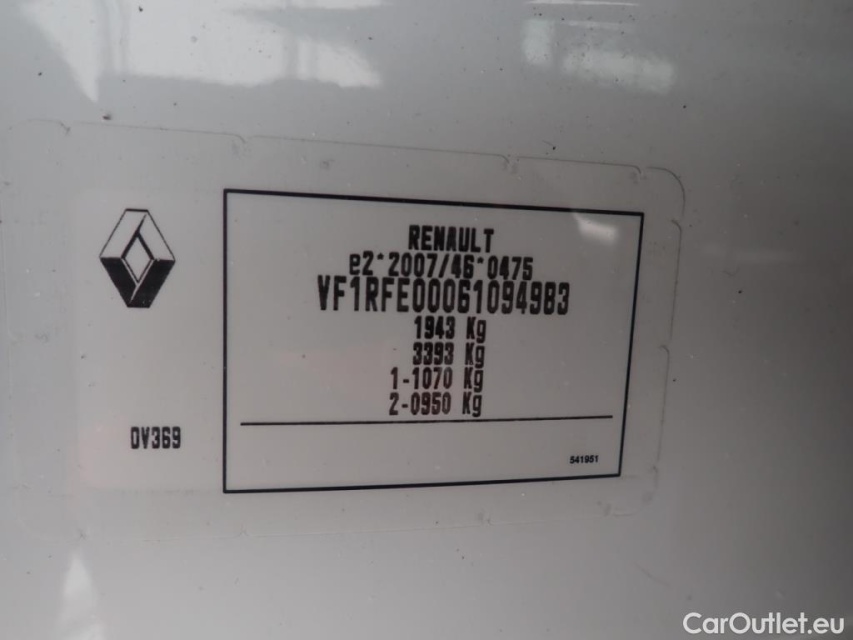 RENAULT
e2*2007/46*0475
VF1RFE00061094983
1943 Kg
3393 Kg
1-1070 Kg
2-0950 Kg
DV369
541951
CarOutlet.eu